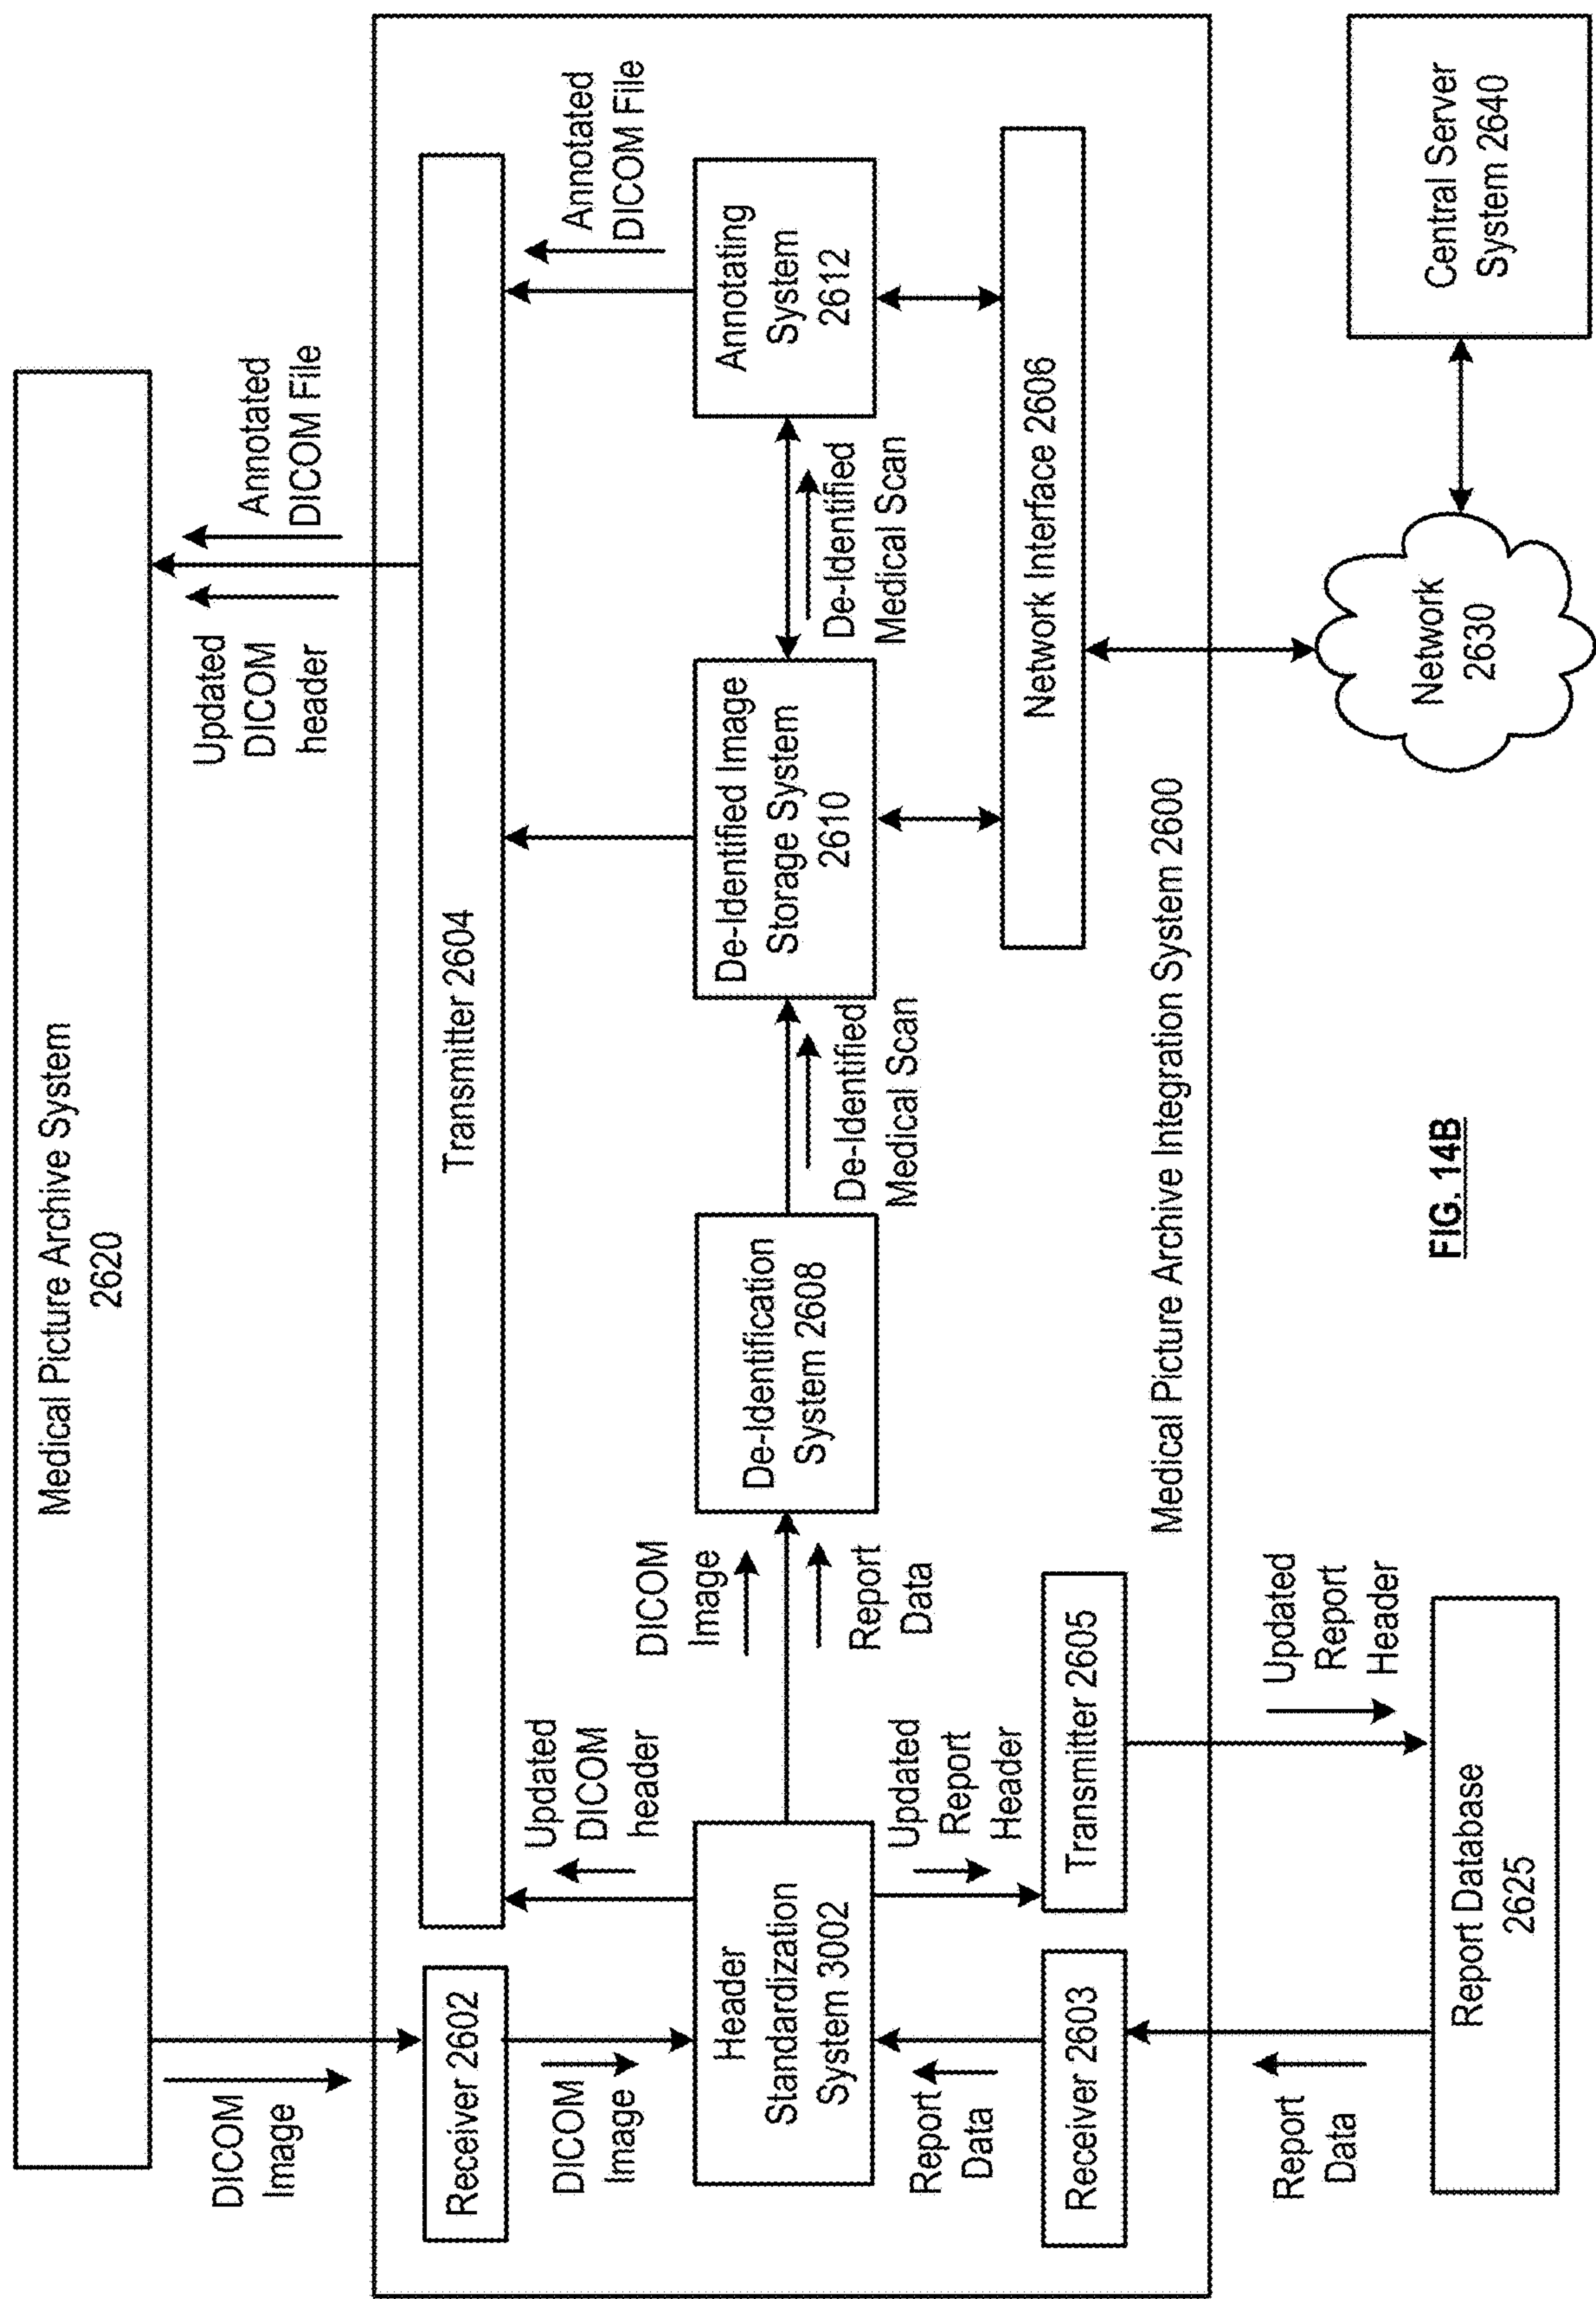 Medical Picture Archive System
2620
DICOM
Image
Updated
DICOM
header
Annotated
DICOM File
Receiver 2602
Transmitter 2604
DICOM
Image
Updated
DICOM
header
Annotated
DICOM File
Header
Standardization
System 3002
DICOM
Image
Report
Data
De-Identification
System 2608
De-Identified
Medical Scan
De-Identified Image
Storage System
2610
De-Identified
Medical Scan
Annotating
System
2612
Report
Data
Updated
Report
Header
Receiver 2603
Transmitter 2605
Network Interface 2606
Medical Picture Archive Integration System 2600
Report
Data
Updated
Report
Header
Report Database
2625
Network
2630
Central Server
System 2640
FIG. 14B